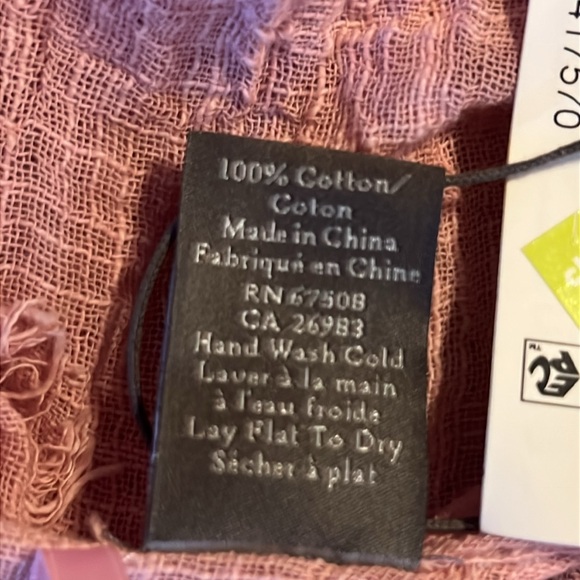 100% Cotton/
Coton
Made in China
Fabriqué en Chine
RN 67508
CA 26983
Hand Wash Cold
Laver à la main
à l'eau froide
Lay Flat To Dry
Sécher à plat